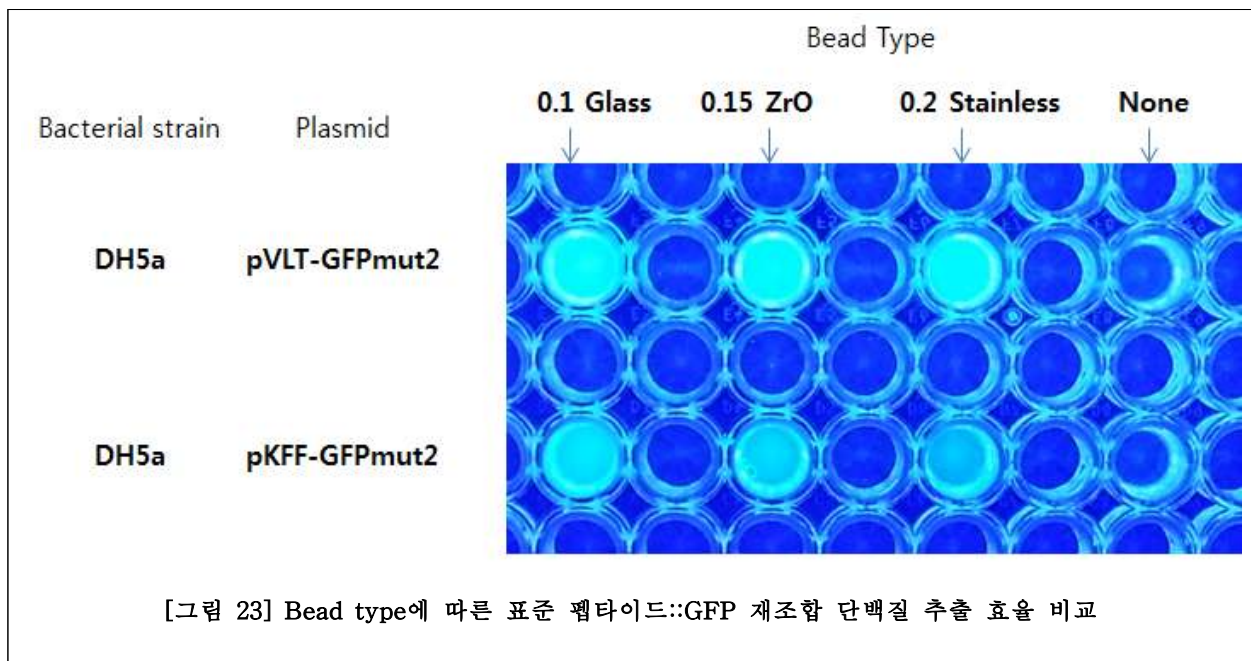 Bead Type
0.1 Glass 0.15 ZrO 0.2 Stainless None
Bacterial strain Plasmid
DH5a pVLT-GFPmut2
DH5a pKFF-GFPmut2
[그림 23] Bead type에 따른 표준 펩타이드::GFP 재조합 단백질 추출 효율 비교